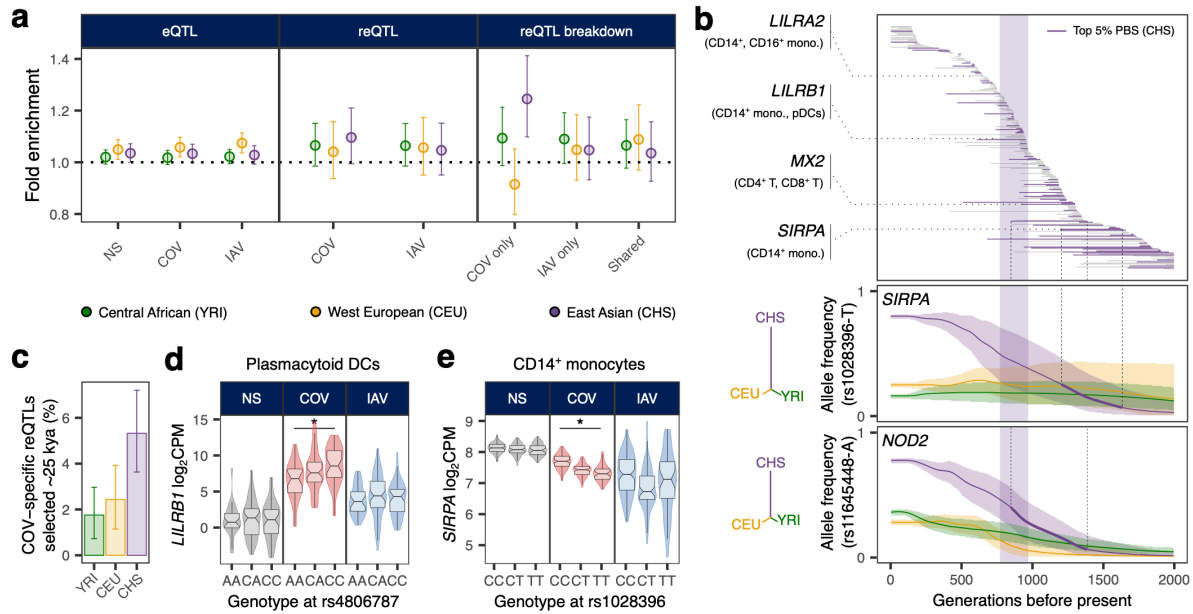 a
eQTL
reQTL
reQTL breakdown
Fold enrichment
1.4
1.2
1.0
0.8
NS
COV
IAV
COV
IAV
COV only
IAV only
Shared
Central African (YRI)
West European (CEU)
East Asian (CHS)
b
LILRA2
(CD14⁺, CD16⁺ mono.)
LILRB1
(CD14⁺ mono., pDCs)
MX2
(CD4⁺ T, CD8⁺ T)
SIRPA
(CD14⁺ mono.)
Top 5% PBS (CHS)
CHS
CEU
YRI
Allele frequency
(rs1028396-T)
1
0
SIRPA
CHS
CEU
YRI
Allele frequency
(rs11645448-A)
1
0
NOD2
0
500
1000
1500
2000
Generations before present
c
COV−specific reQTLs
selected ~25 kya (%)
6
4
2
0
YRI
CEU
CHS
d
Plasmacytoid DCs
NS
COV
IAV
LILRB1 log₂CPM
15
10
5
0
*
AA CA CC
AA CA CC
AA CA CC
Genotype at rs4806787
e
CD14⁺ monocytes
NS
COV
IAV
SIRPA log₂CPM
9
8
7
6
5
*
CC CT TT
CC CT TT
CC CT TT
Genotype at rs1028396